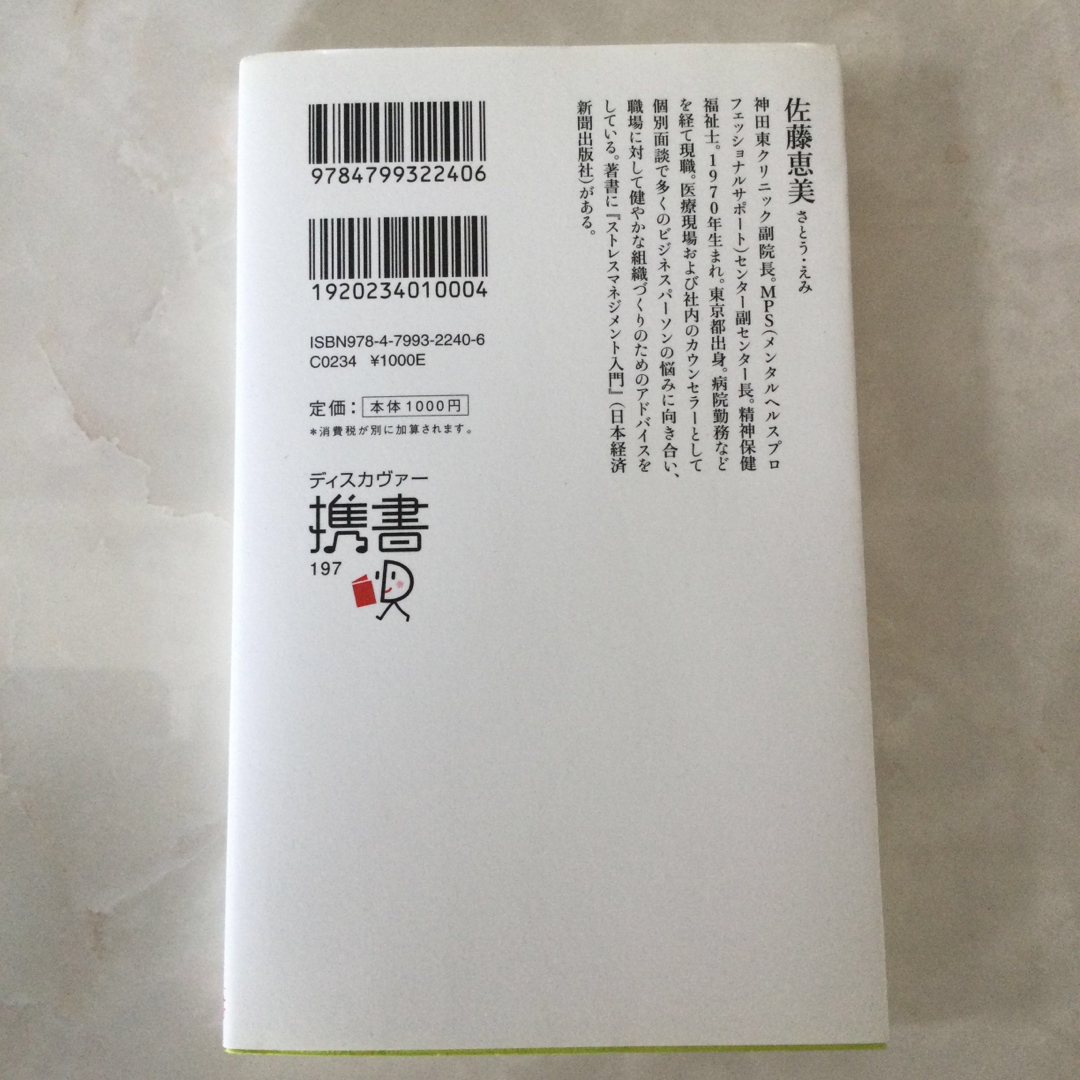 佐藤恵美 さとう・えみ
神田東クリニック副院長。MPS(メンタルヘルスプロ
フェッショナルサポート)センター副センター長。精神保健
福祉士。1970年生まれ。東京都出身。病院勤務など
を経て現職。医療現場および社内のカウンセラーとして
個別面談で多くのビジネスパーソンの悩みに向き合い、
職場に対して健やかな組織づくりのためのアドバイスを
している。著書に『ストレスマネジメント入門』(日本経済
新聞出版社)がある。
9784799322406
1920234010004
ISBN978-4-7993-2240-6
C0234 ¥1000E
定価：本体1000円
*消費税が別に加算されます。
ディスカヴァー
携書
197